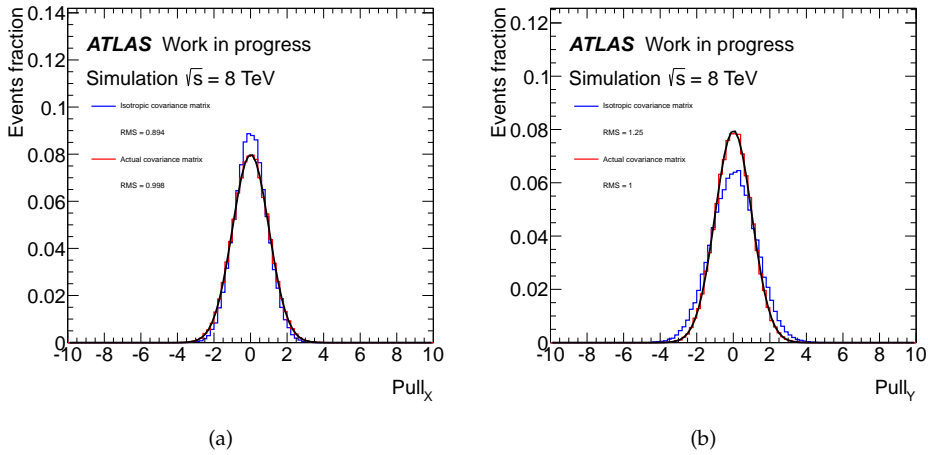 ATLAS Work in progress
Simulation √s = 8 TeV
Isotropic covariance matrix
RMS = 0.894
Actual covariance matrix
RMS = 0.998
Events fraction
0.14
0.12
0.1
0.08
0.06
0.04
0.02
0
-10 -8 -6 -4 -2 0 2 4 6 8 10
Pull_X
(a)
ATLAS Work in progress
Simulation √s = 8 TeV
Isotropic covariance matrix
RMS = 1.25
Actual covariance matrix
RMS = 1
Events fraction
0.12
0.1
0.08
0.06
0.04
0.02
0
-10 -8 -6 -4 -2 0 2 4 6 8 10
Pull_Y
(b)